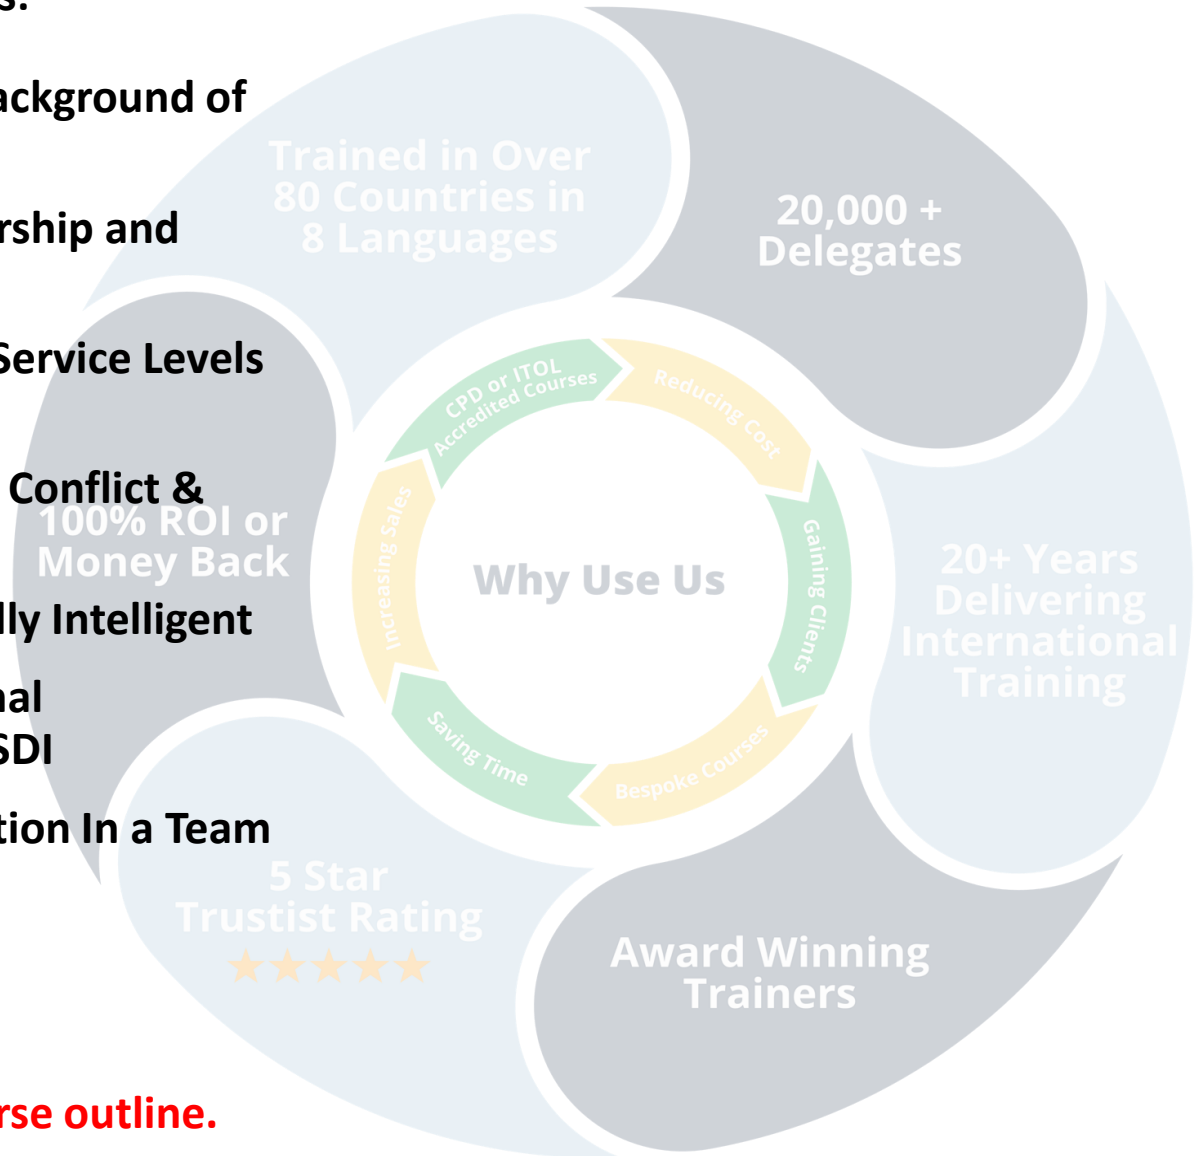 s:
ackground of
rship and
Service Levels
Conflict &
lly Intelligent
nal
SDI
tion In a Team
rse outline.
Trained in Over
80 Countries in
8 Languages
20,000 +
Delegates
20+ Years
Delivering
International
Training
Award Winning
Trainers
5 Star
Trustist Rating
100% ROI or
Money Back
CPD or ITOL
Accredited Courses
Reducing Cost
Gaining Clients
Bespoke Courses
Saving Time
Increasing Sales
Why Use Us